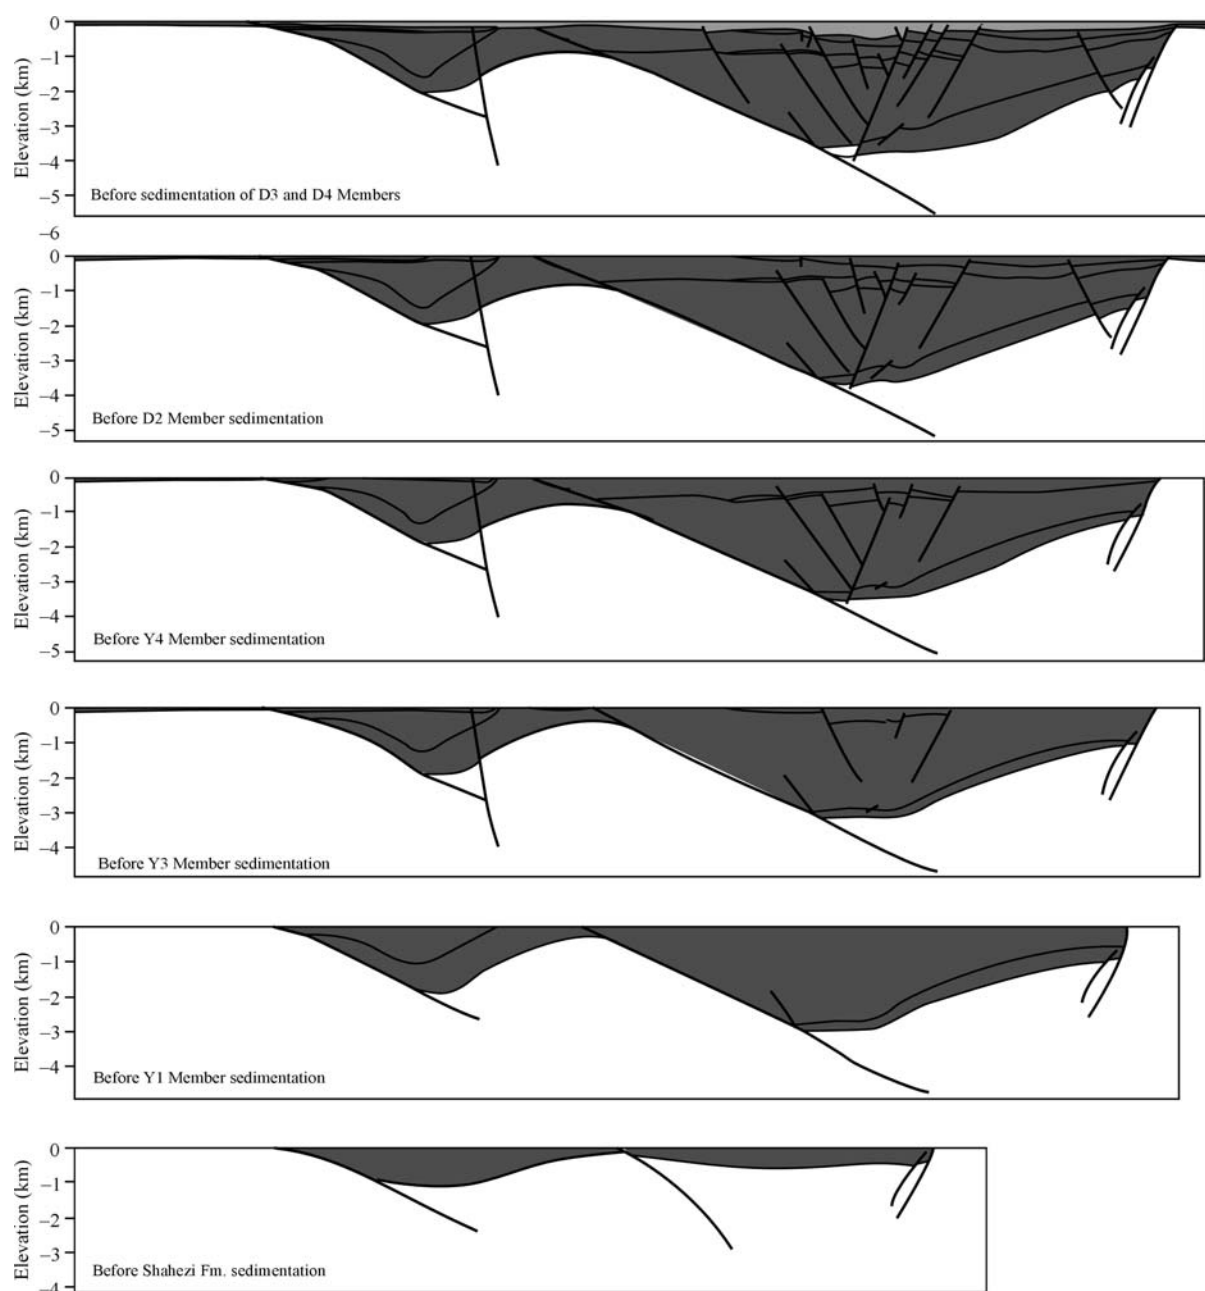 0
–1
–2
–3
–4
–5
–6
Elevation (km)
Before sedimentation of D3 and D4 Members
0
–1
–2
–3
–4
–5
Elevation (km)
Before D2 Member sedimentation
0
–1
–2
–3
–4
–5
Elevation (km)
Before Y4 Member sedimentation
0
–1
–2
–3
–4
Elevation (km)
Before Y3 Member sedimentation
0
–1
–2
–3
–4
Elevation (km)
Before Y1 Member sedimentation
0
–1
–2
–3
–4
Elevation (km)
Before Shahezi Fm. sedimentation